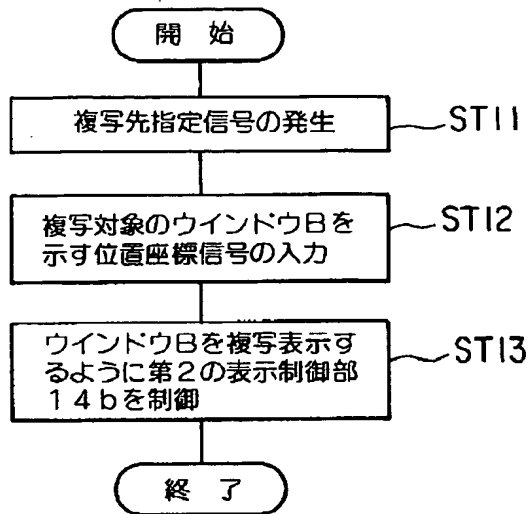 開 始
複写先指定信号の発生
ST11
複写対象のウインドウBを
示す位置座標信号の入力
ST12
ウインドウBを複写表示す
るように第2の表示制御部
14bを制御
ST13
終 了